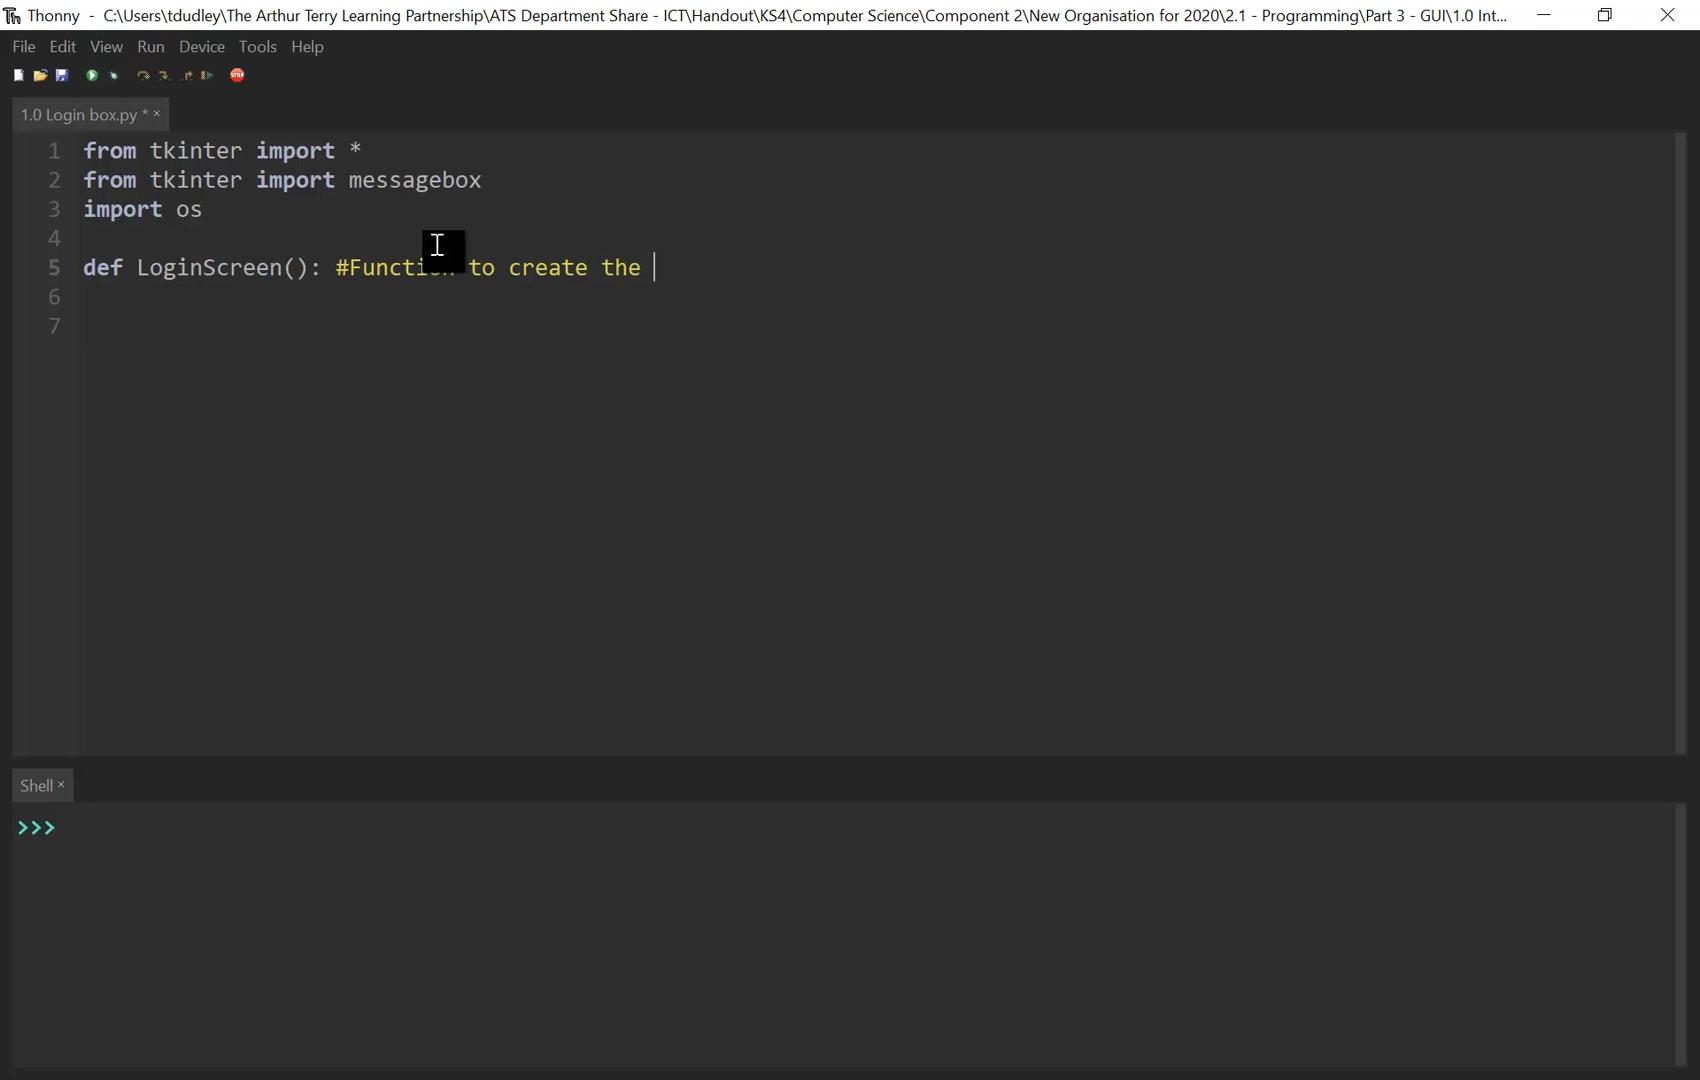 Thonny - C:\Users\tdudley\The Arthur Terry Learning Partnership\ATS Department Share - ICT\Handout\KS4\Computer Science\Component 2\New Organisation for 2020\2.1 - Programming\Part 3 - GUI\1.0 Int...
File Edit View Run Device Tools Help
STOP
1.0 Login box.py * ×
1 from tkinter import *
2 from tkinter import messagebox
3 import os
4
5 def LoginScreen(): #Function to create the
6
7
Shell ×
>>>